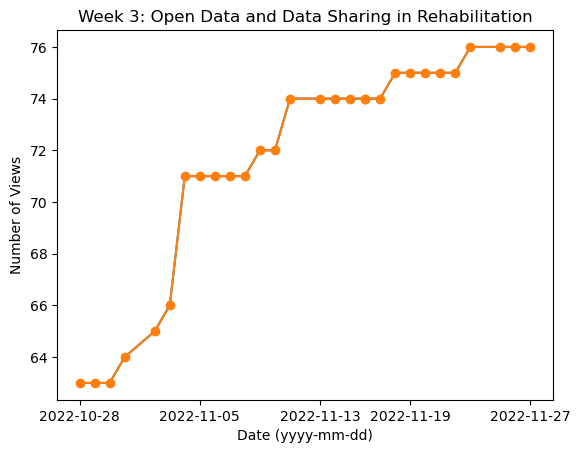 Week 3: Open Data and Data Sharing in Rehabilitation
76
74
72
70
68
66
64
Number of Views
2022-10-28 2022-11-05 2022-11-13 2022-11-19 2022-11-27
Date (yyyy-mm-dd)